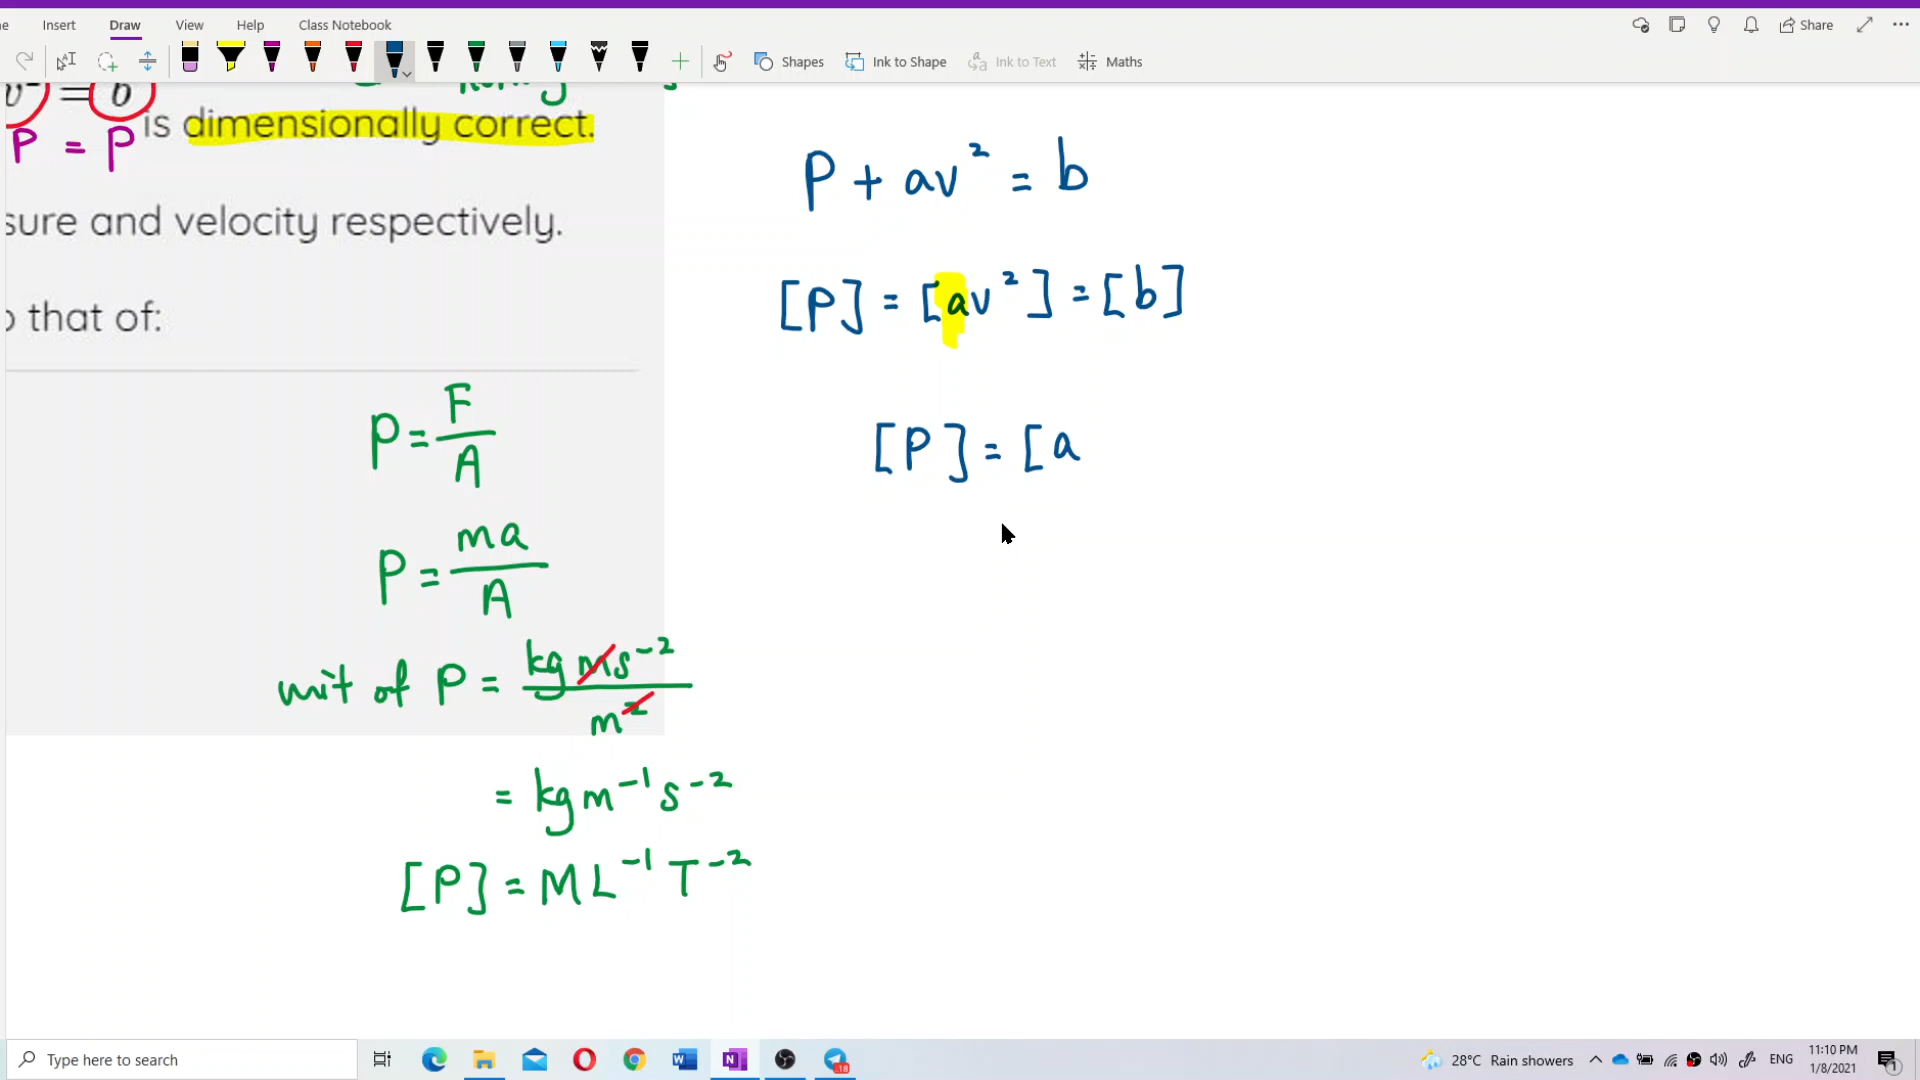 Insert Draw View Help Class Notebook
Share
Shapes Ink to Shape Ink to Text Maths
= b is dimensionally correct.
P = P
sure and velocity respectively.
that of:
P = F/A
P = ma/A
unit of P = kg m s⁻² / m²
= kg m⁻¹ s⁻²
[P] = M L⁻¹ T⁻²
P + av² = b
[P] = [av²] = [b]
[P] = [a
Type here to search
28°C Rain showers
ENG
11:10 PM
1/8/2021
18
1